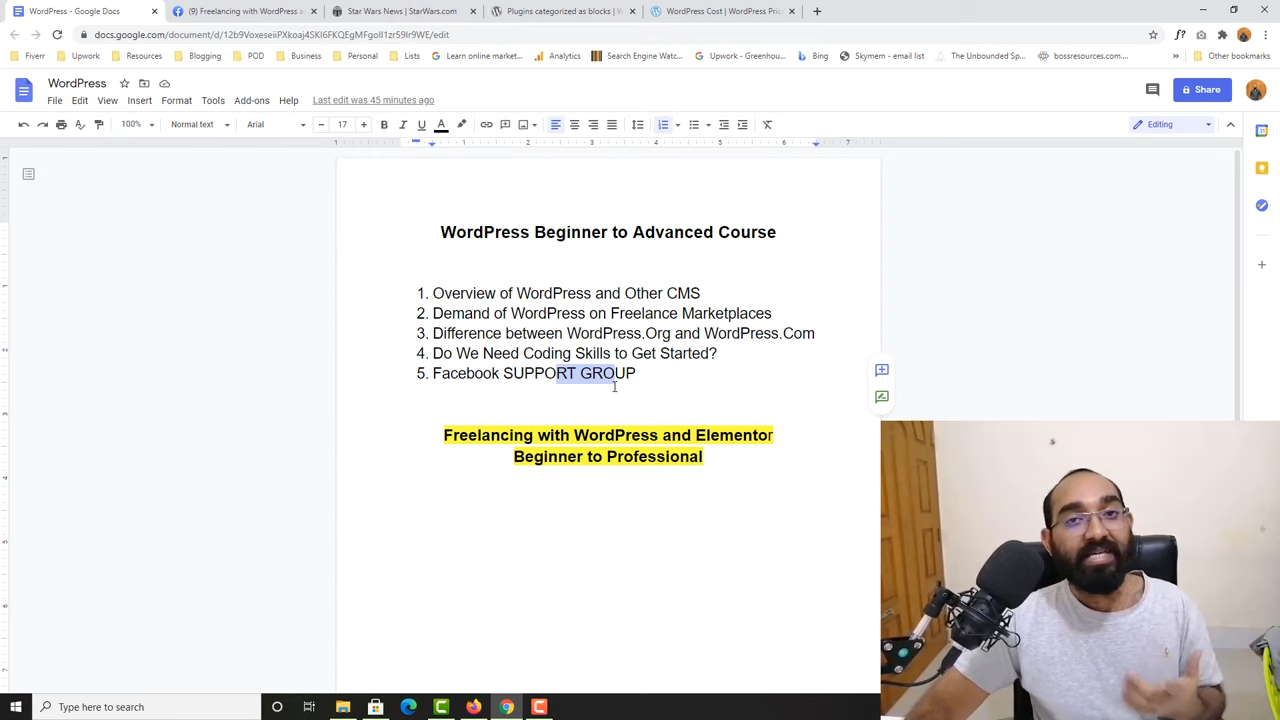 WordPress - Google Docs
(9) Freelancing with WordPress a
Star Wars News | StarWars.com
Plugins categorized as blocks | W
WordPress Cost | WordPress Pric
docs.google.com/document/d/12b9VoxeseiiPXkoaj4SKI6FKQEgMFgoIl1zr59Ir9WE/edit
Fiverr
Upwork
Resources
Blogging
POD
Business
Personal
Lists
Learn online market...
Analytics
Search Engine Watc...
Upwork - Greenhou...
Bing
Skymem - email list
The Unbounded Sp...
bossresources.com...
Other bookmarks
WordPress
File Edit View Insert Format Tools Add-ons Help Last edit was 45 minutes ago
Share
100% Normal text Arial 17 B I U A Editing
WordPress Beginner to Advanced Course
1. Overview of WordPress and Other CMS
2. Demand of WordPress on Freelance Marketplaces
3. Difference between WordPress.Org and WordPress.Com
4. Do We Need Coding Skills to Get Started?
5. Facebook SUPPORT GROUP
Freelancing with WordPress and Elementor
Beginner to Professional
Type here to search